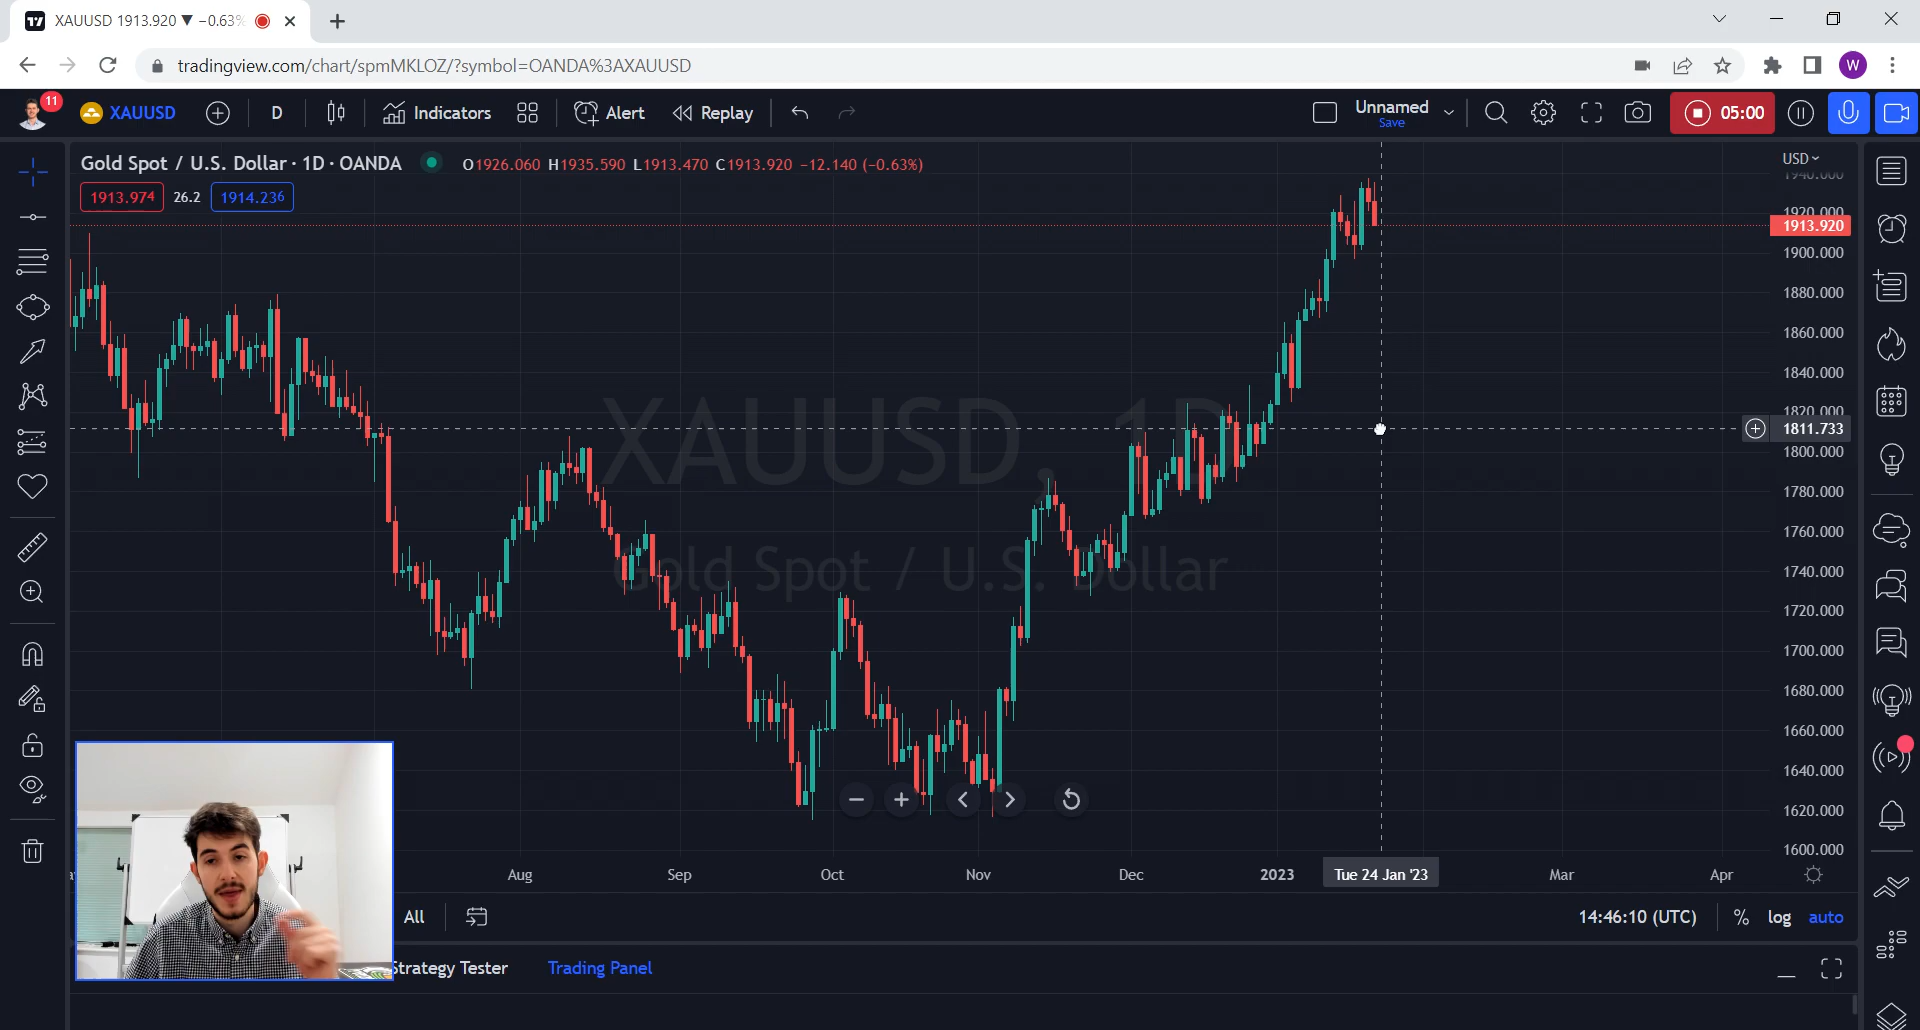 XAUUSD 1913.920 ▼ −0.63%
tradingview.com/chart/spmMKLOZ/?symbol=OANDA%3AXAUUSD
W
11
XAUUSD
D
Indicators
Alert
Replay
Unnamed
Save
05:00
Gold Spot / U.S. Dollar · 1D · OANDA
O1926.060 H1935.590 L1913.470 C1913.920 −12.140 (−0.63%)
1913.974 26.2 1914.236
USD
1940.000
1920.000
1913.920
1900.000
1880.000
1860.000
1840.000
1820.000
1811.733
1800.000
1780.000
1760.000
1740.000
1720.000
1700.000
1680.000
1660.000
1640.000
1620.000
1600.000
XAUUSD, 1D
Gold Spot / U.S. Dollar
Aug Sep Oct Nov Dec 2023 Tue 24 Jan '23 Mar Apr
All
14:46:10 (UTC) % log auto
Strategy Tester Trading Panel